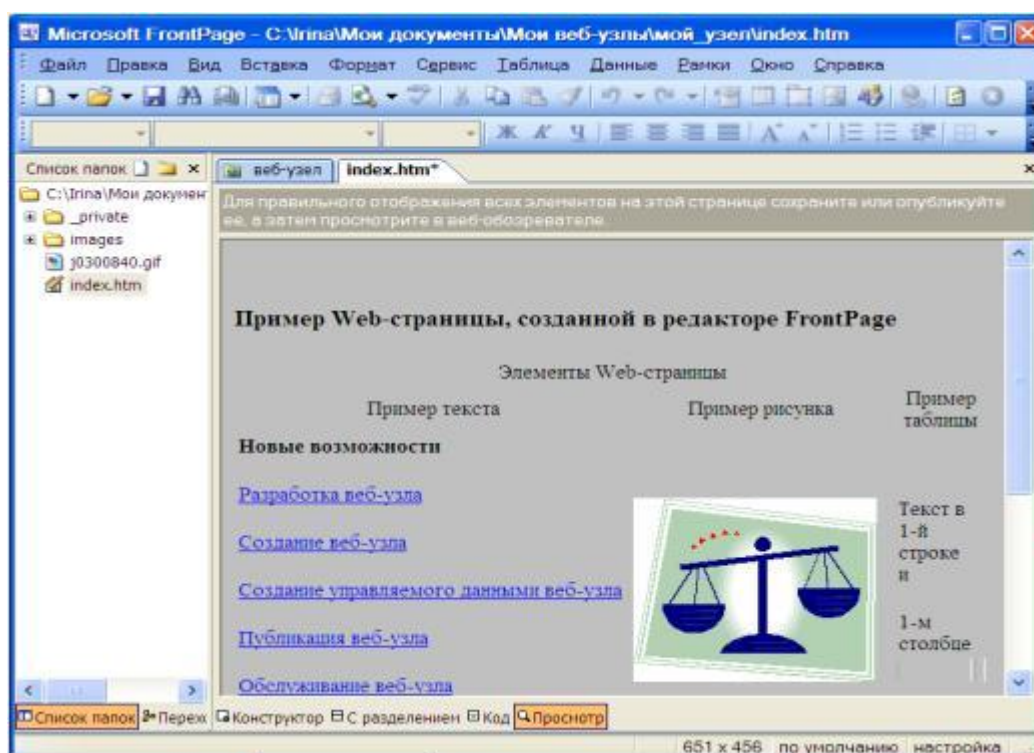 Microsoft FrontPage - C:\Irina\Мои документы\Мои веб-узлы\мой_узел\index.htm
Файл Правка Вид Вставка Формат Сервис Таблица Данные Рамки Окно Справка
Ж К Ч
Список папок
веб-узел index.htm*
C:\Irina\Мои докумен
_private
images
j0300840.gif
index.htm
Для правильного отображения всех элементов на этой странице сохраните или опубликуйте
ее, а затем просмотрите в веб-обозревателе.
Пример Web-страницы, созданной в редакторе FrontPage
Элементы Web-страницы
Пример текста Пример рисунка Пример таблицы
Новые возможности
Разработка веб-узла
Создание веб-узла
Создание управляемого данными веб-узла
Публикация веб-узла
Обслуживание веб-узла
Текст в
1-й
строке
и
1-м
столбце
Список папок Перехо Конструктор С разделением Код Просмотр
651 x 456 по умолчанию настройка